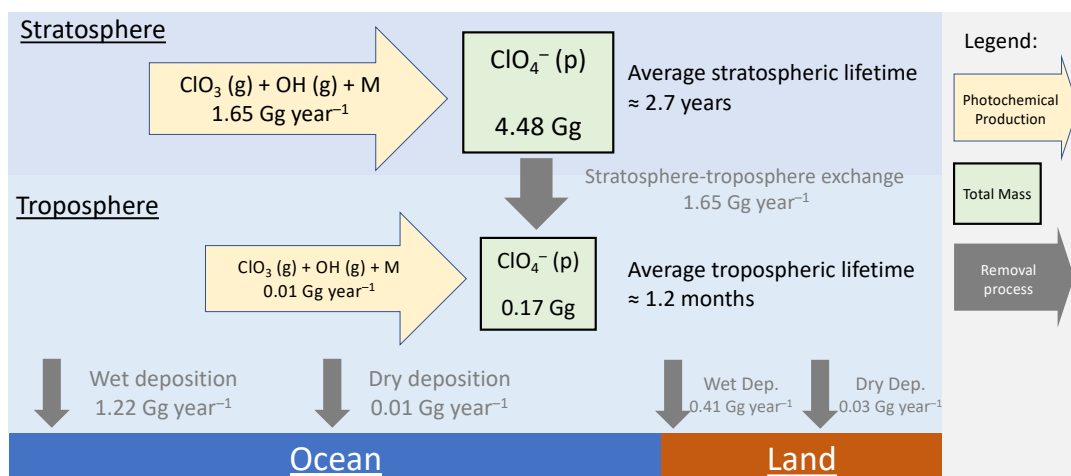 Stratosphere
ClO₃ (g) + OH (g) + M
1.65 Gg year⁻¹
ClO₄⁻ (p)
4.48 Gg
Average stratospheric lifetime
≈ 2.7 years
Stratosphere-troposphere exchange
1.65 Gg year⁻¹
Troposphere
ClO₃ (g) + OH (g) + M
0.01 Gg year⁻¹
ClO₄⁻ (p)
0.17 Gg
Average tropospheric lifetime
≈ 1.2 months
Wet deposition
1.22 Gg year⁻¹
Dry deposition
0.01 Gg year⁻¹
Wet Dep.
0.41 Gg year⁻¹
Dry Dep.
0.03 Gg year⁻¹
Ocean
Land
Legend:
Photochemical
Production
Total Mass
Removal
process